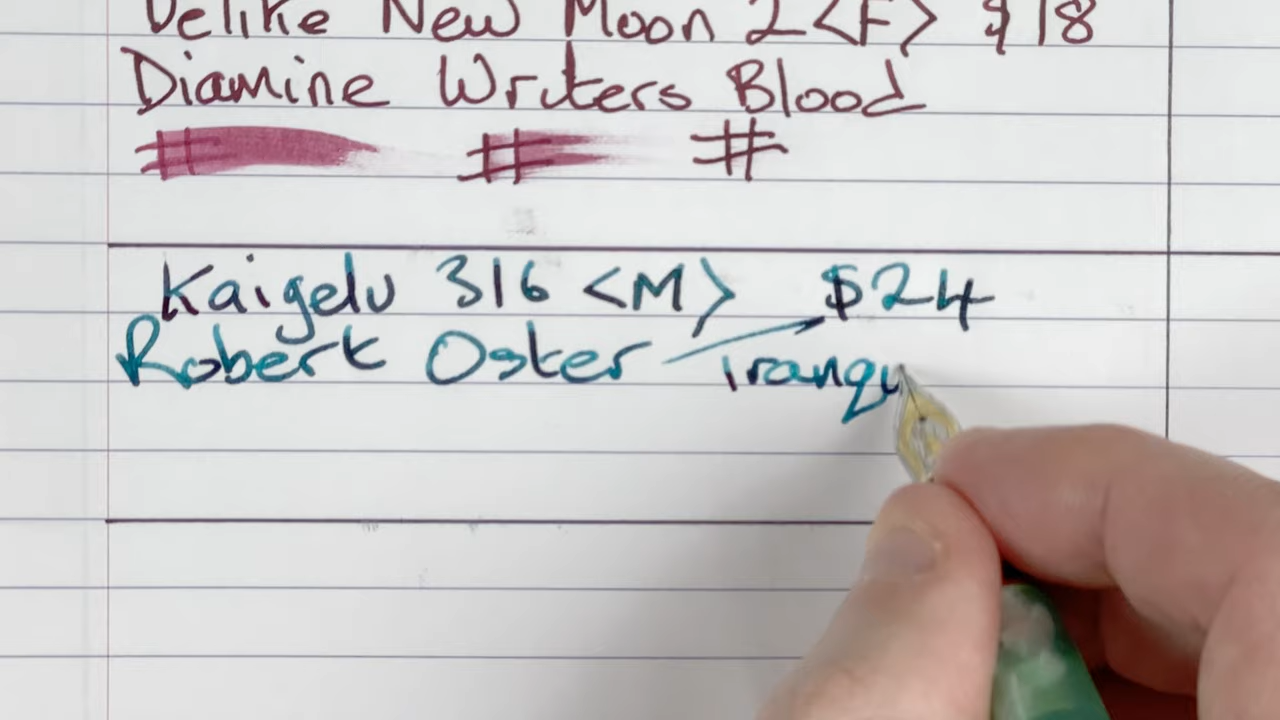 Delike New Moon 2 <F> $18
Diamine Writers Blood
# # #
Kaigelu 316 <M> $24
Robert Oster Tranqu